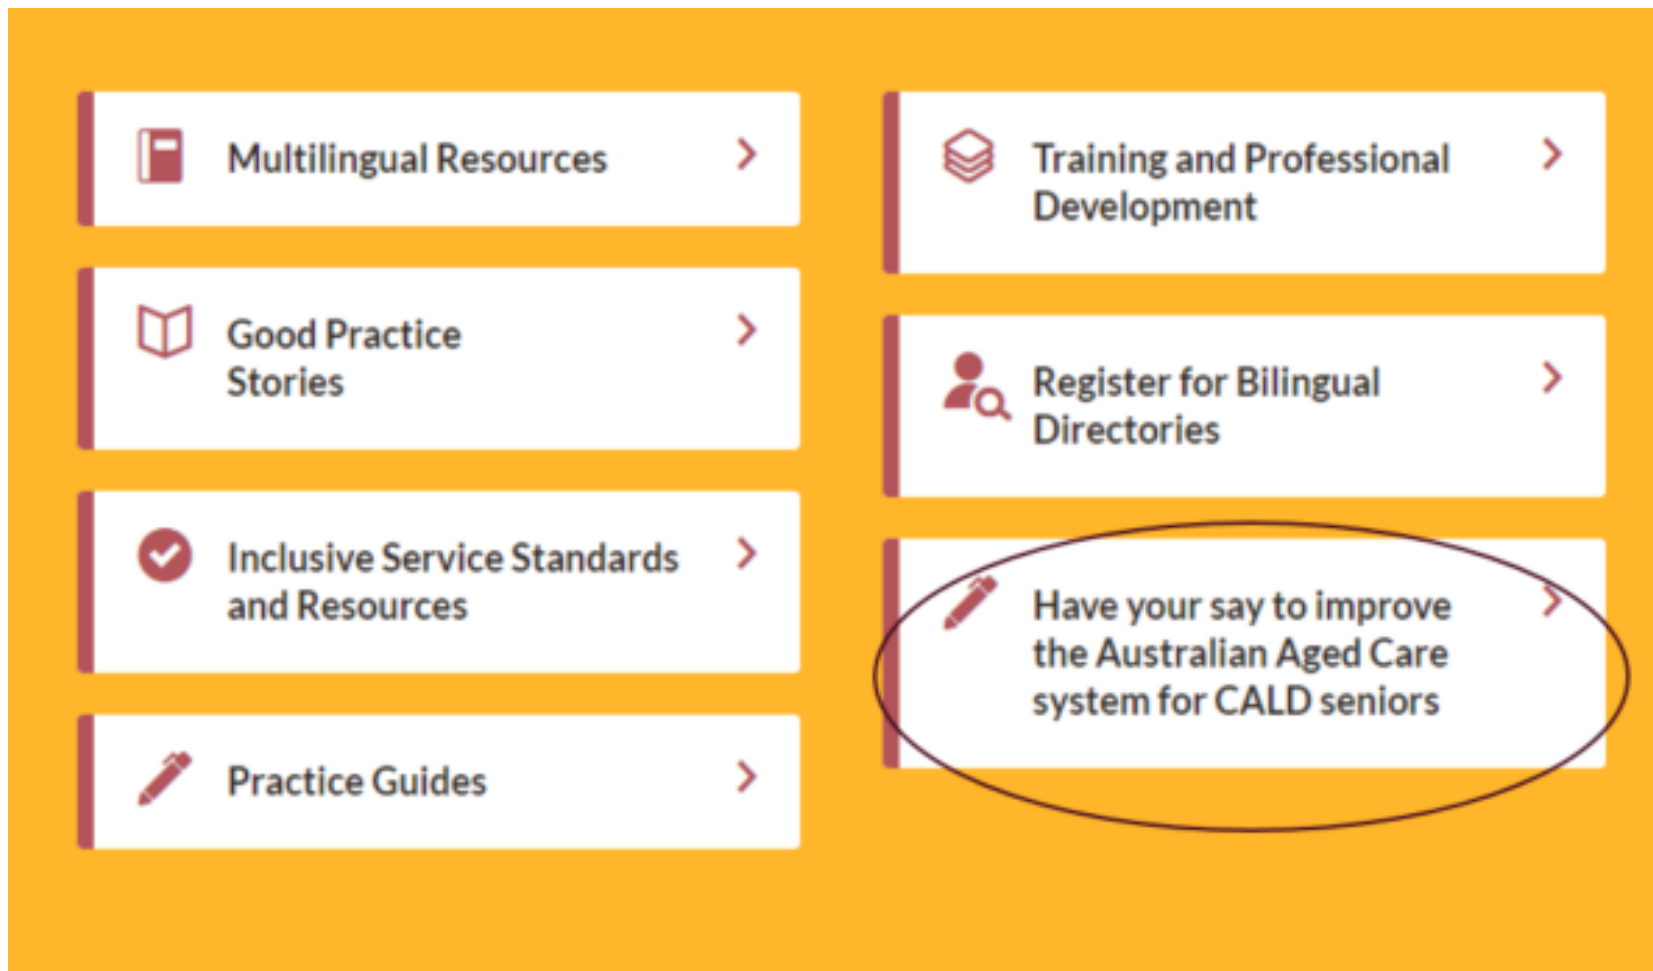 Multilingual Resources
Good Practice
Stories
Inclusive Service Standards
and Resources
Practice Guides
Training and Professional
Development
Register for Bilingual
Directories
Have your say to improve
the Australian Aged Care
system for CALD seniors